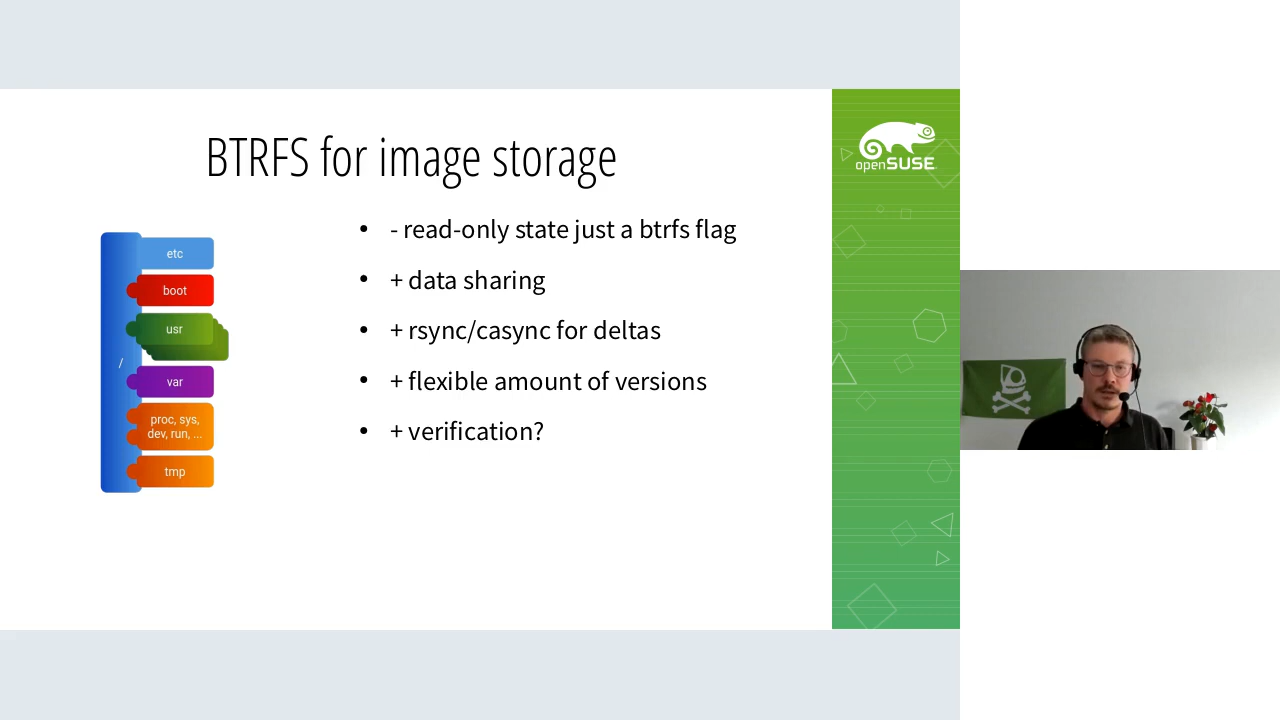 BTRFS for image storage
openSUSE
- read-only state just a btrfs flag
+ data sharing
+ rsync/casync for deltas
+ flexible amount of versions
+ verification?
/
etc
boot
usr
var
proc, sys,
dev, run, ...
tmp